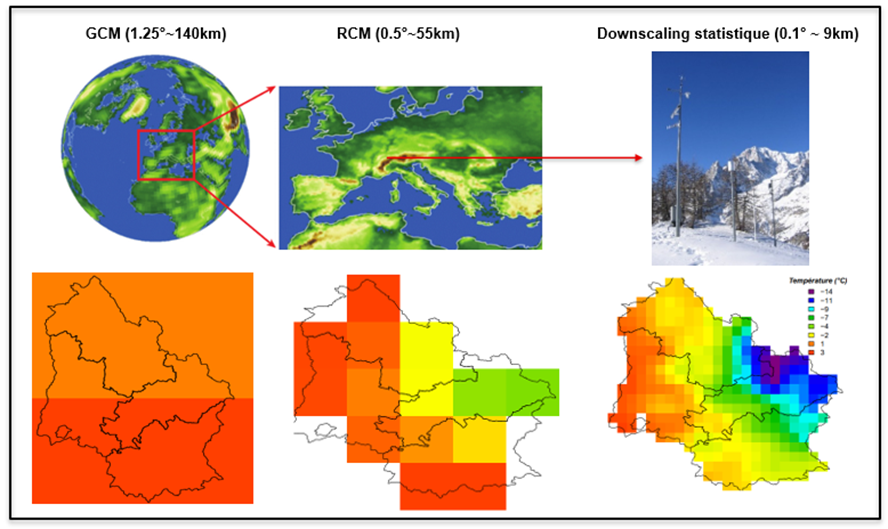 GCM (1.25°~140km)
RCM (0.5°~55km)
Downscaling statistique (0.1° ~ 9km)
Température (°C)
−14
−11
−9
−7
−4
−2
1
3